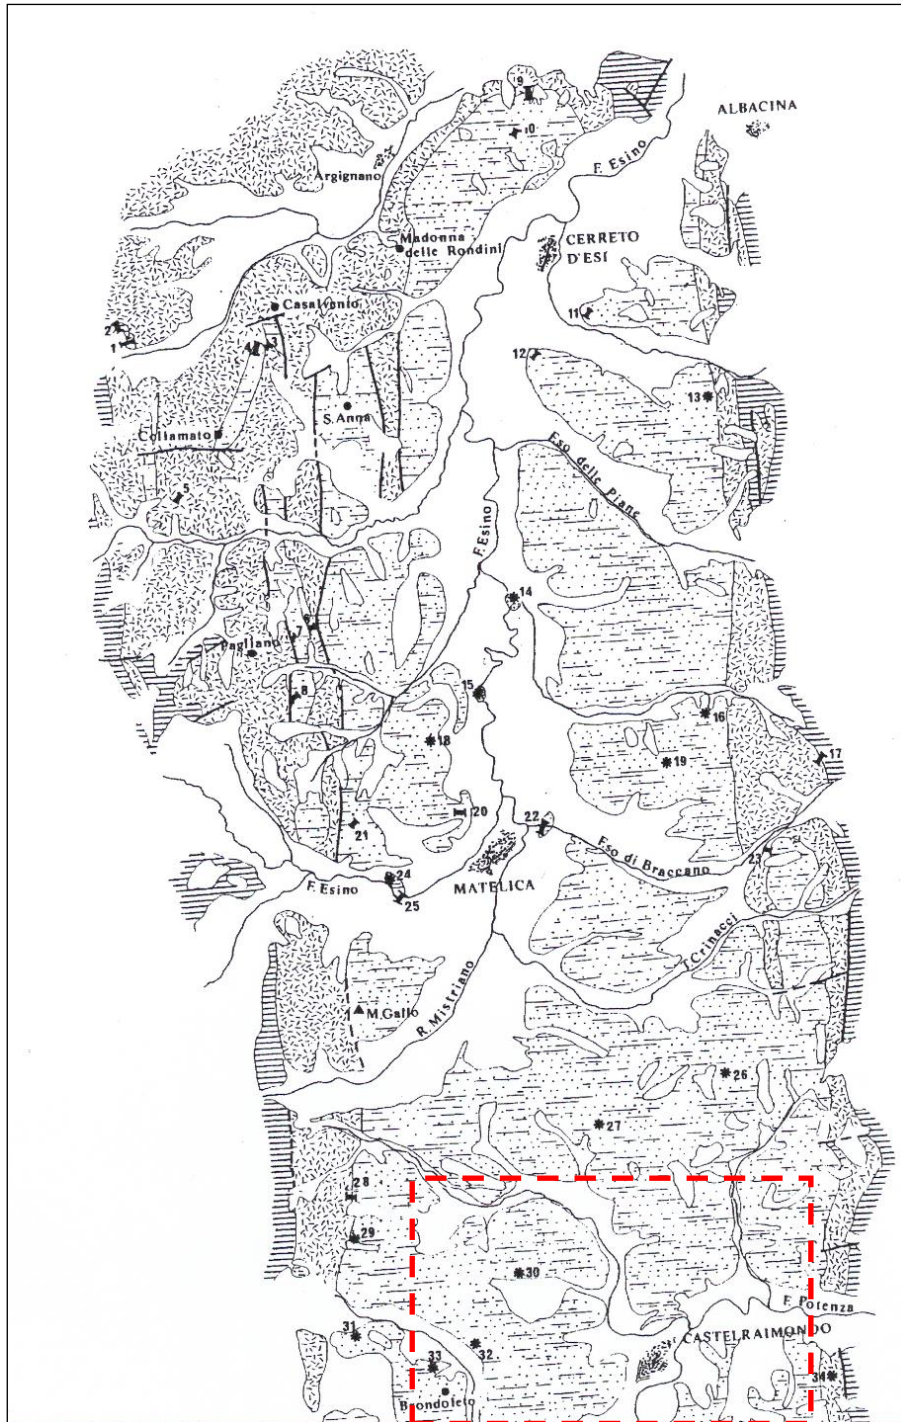 9
ALBACINA
10
F. Esino
Argignano
Madonna
delle Rondini
CERRETO
D'ESI
Casalvento
2
11
1
4
3
12
13
S. Anna
Collamato
Fso delle Piane
5
F. Esino
14
6
7
Pagliano
15
8
16
18
17
19
20
21
22
MATELICA
F.so di Braccano
23
24
F. Esino
25
T. Crinacci
M. Gallo
R. Mistriano
26
27
28
29
30
F. Potenza
31
32
CASTELRAIMONDO
33
34
Brondoleto